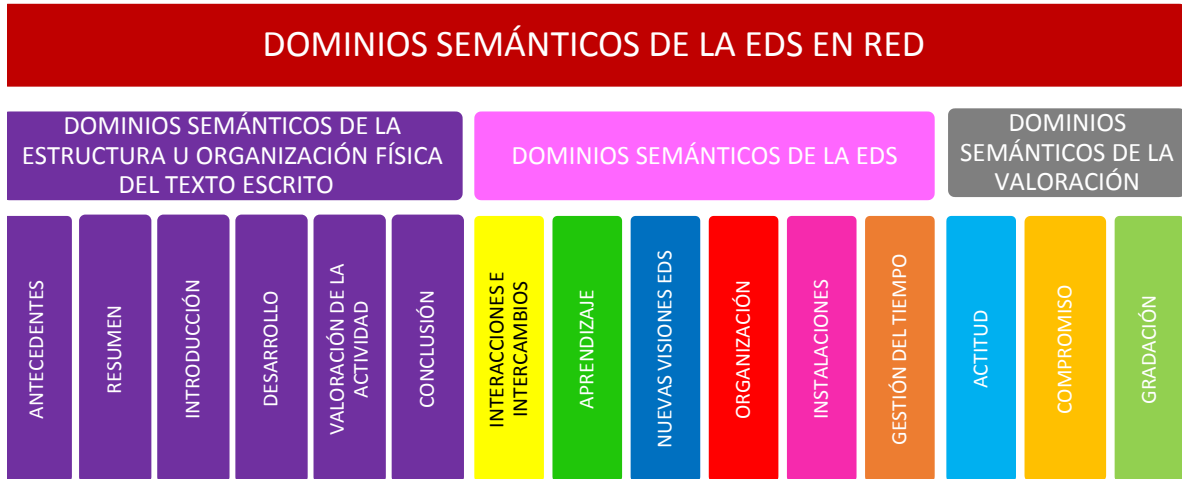 DOMINIOS SEMÁNTICOS DE LA EDS EN RED
DOMINIOS SEMÁNTICOS DE LA
ESTRUCTURA U ORGANIZACIÓN FÍSICA
DEL TEXTO ESCRITO
DOMINIOS SEMÁNTICOS DE LA EDS
DOMINIOS
SEMÁNTICOS DE LA
VALORACIÓN
ANTECEDENTES
RESUMEN
INTRODUCCIÓN
DESARROLLO
VALORACIÓN DE LA
ACTIVIDAD
CONCLUSIÓN
INTERACCIONES E
INTERCAMBIOS
APRENDIZAJE
NUEVAS VISIONES EDS
ORGANIZACIÓN
INSTALACIONES
GESTIÓN DEL TIEMPO
ACTITUD
COMPROMISO
GRADACIÓN